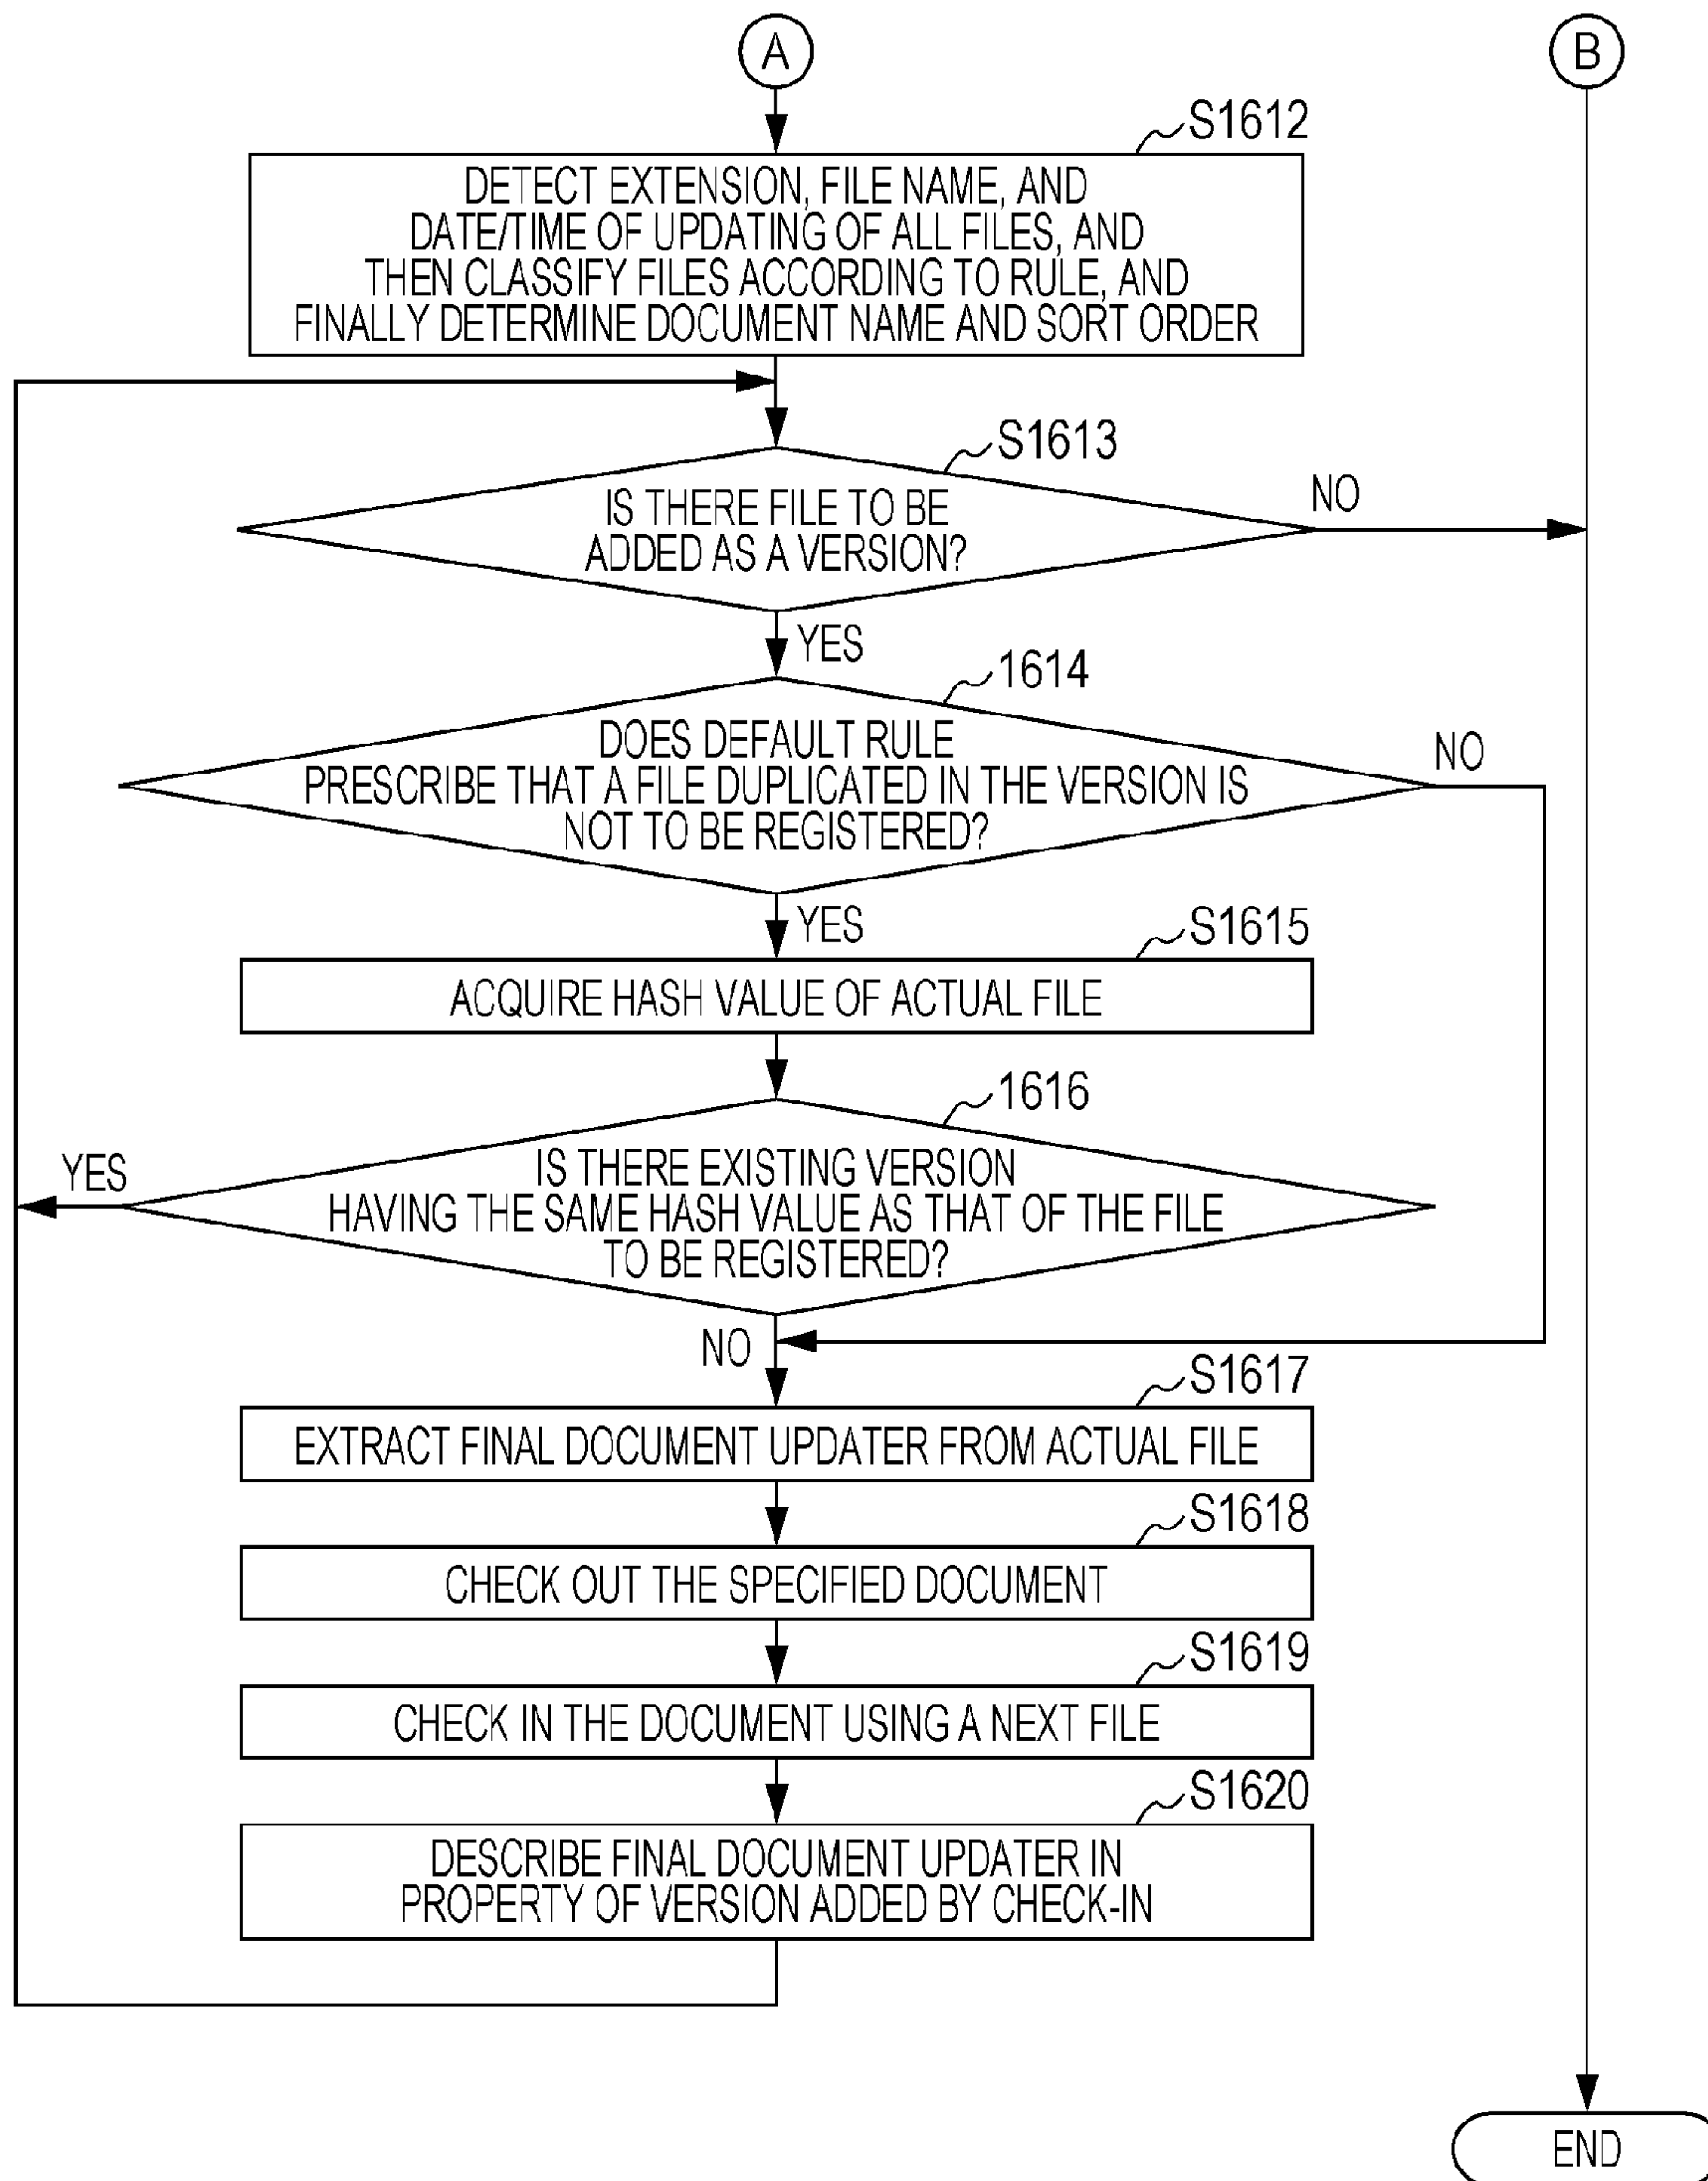 A
B
S1612
DETECT EXTENSION, FILE NAME, AND
DATE/TIME OF UPDATING OF ALL FILES, AND
THEN CLASSIFY FILES ACCORDING TO RULE, AND
FINALLY DETERMINE DOCUMENT NAME AND SORT ORDER
S1613
IS THERE FILE TO BE
ADDED AS A VERSION?
NO
YES
1614
DOES DEFAULT RULE
PRESCRIBE THAT A FILE DUPLICATED IN THE VERSION IS
NOT TO BE REGISTERED?
NO
YES
S1615
ACQUIRE HASH VALUE OF ACTUAL FILE
1616
IS THERE EXISTING VERSION
HAVING THE SAME HASH VALUE AS THAT OF THE FILE
TO BE REGISTERED?
YES
NO
S1617
EXTRACT FINAL DOCUMENT UPDATER FROM ACTUAL FILE
S1618
CHECK OUT THE SPECIFIED DOCUMENT
S1619
CHECK IN THE DOCUMENT USING A NEXT FILE
S1620
DESCRIBE FINAL DOCUMENT UPDATER IN
PROPERTY OF VERSION ADDED BY CHECK-IN
END